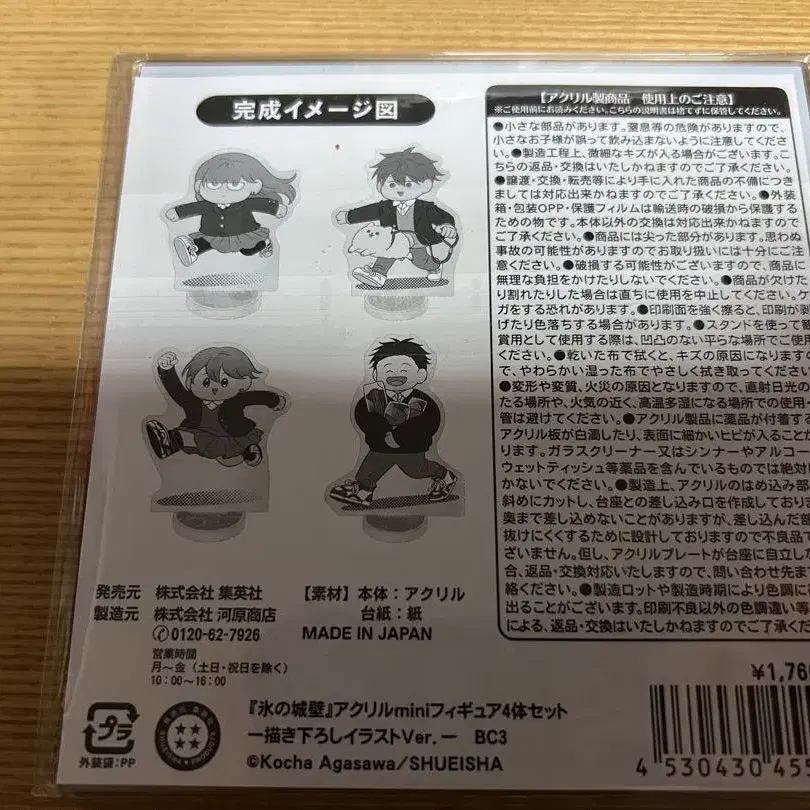 完成イメージ図
【アクリル製商品 使用上のご注意】
※ご使用前にお読みください。こちらの説明書は捨てずに保管してください。
●小さな部品があります。窒息等の危険がありますので、
小さなお子様が誤って飲み込まないように注意してくださ
い。●製造工程上、微細なキズが入る場合がございます。こ
ちらの返品・交換はいたしかねますのでご了承ください。
●譲渡・交換・転売等により手に入れた商品の不備につき
ましては対応出来かねますのでご了承ください。●外装
箱・包装OPP・保護フィルムは輸送時の破損から保護する
ための物です。本体以外の交換は対応出来かねますので
ご了承ください。●商品には尖った部分があります。思わぬ
事故の可能性がありますのでお取り扱いには十分にご注
意ください。●破損する可能性がございますので、商品に
無理な負担をかけたりしないでください。●商品が欠けた
り割れたりした場合は直ちに使用を中止してください。ケ
ガをする恐れがあります。●印刷面を強く擦ると、印刷が剥
げたり色落ちする場合があります。●スタンドを使って観
賞用として使用する際は、凹凸のない平らな場所でご使用
ください。●乾いた布で拭くと、キズの原因になりますの
で、やわらかい湿った布でやさしく拭き取ってください。
●変形や変質、火災の原因となりますので、直射日光の
たる場所や、火気の近く、高温多湿になる場所での使用・
管は避けてください。●アクリル製品に薬品が付着する
アクリル板が白濁したり、表面に細かいヒビが入ることが
ります。ガラスクリーナー又はシンナーやアルコー
ウェットティッシュ等薬品を含んでいるものでは絶対
かないでください。●製造上、アクリルのはめ込み部
斜めにカットし、台座との差し込み口を作成しておりま
奥まで差し込めないことがありますが、差し込んだ部
抜けにくくするために設計しておりますので不良品で
ざいません。但し、アクリルプレートが台座に自立し
合、返品・交換対応いたしますので、問い合わせ先ま
絡ください。●製造ロットや製造時期により色調に
出ることがございます。印刷不良以外の色調違い等
による、返品・交換はいたしかねますのでご了承くだ
発売元 株式会社 集英社
製造元 株式会社 河原商店
0120-62-7926
営業時間
月～金（土日・祝日を除く）
10：00～16：00
【素材】本体：アクリル
台紙：紙
MADE IN JAPAN
¥1,76
プラ
外装袋：PP
『氷の城壁』アクリルminiフィギュア4体セット
ー描き下ろしイラストVer.ー BC3
©Kocha Agasawa/SHUEISHA
4 530430 455